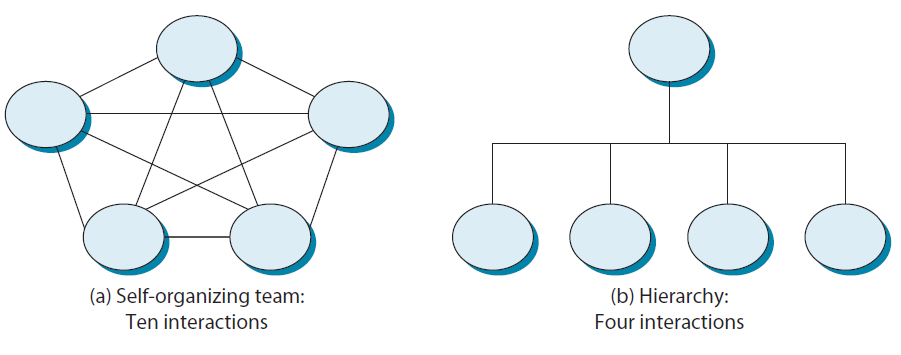 (a) Self-organizing team:
Ten interactions
(b) Hierarchy:
Four interactions